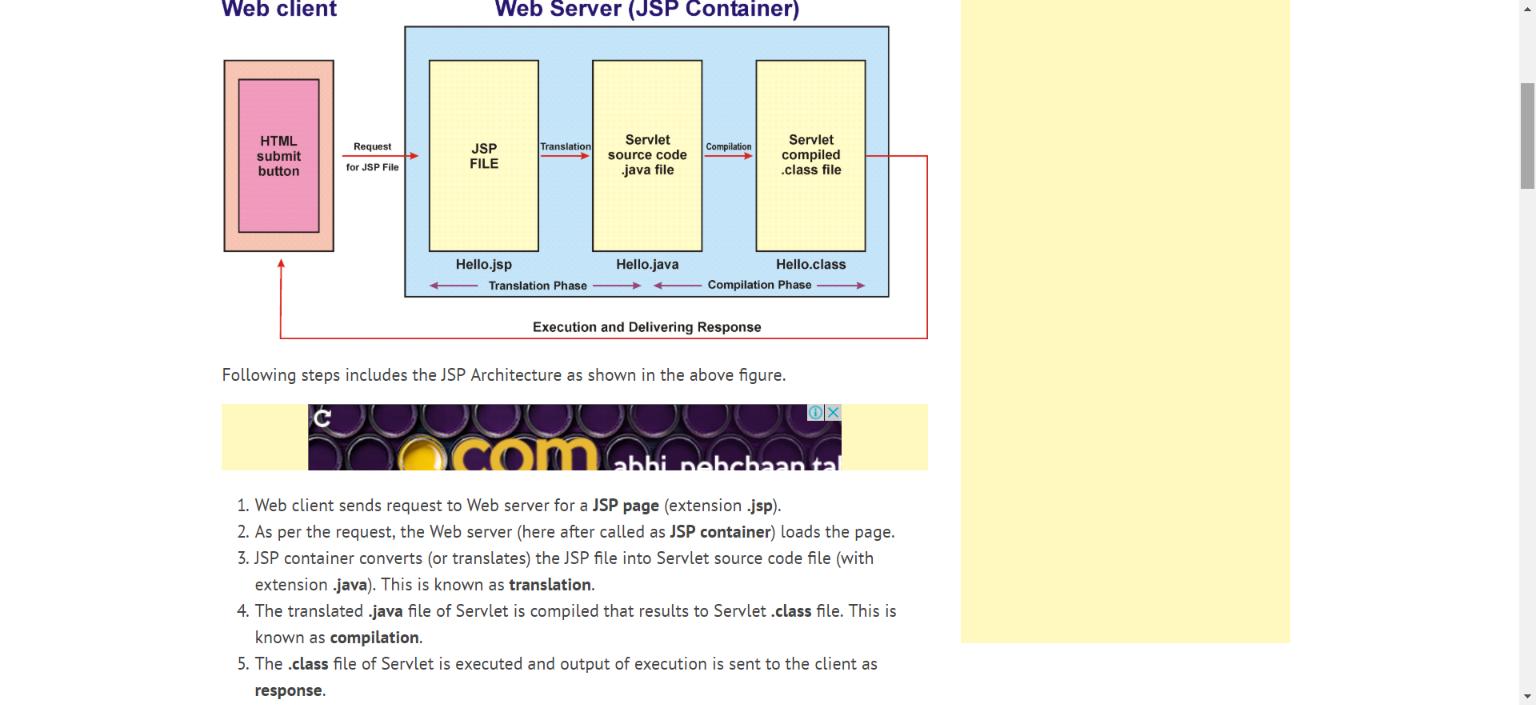 Web client
Web Server (JSP Container)
HTML
submit
button
Request
for JSP File
JSP
FILE
Translation
Servlet
source code
.java file
Compilation
Servlet
compiled
.class file
Hello.jsp
Hello.java
Hello.class
Translation Phase
Compilation Phase
Execution and Delivering Response
Following steps includes the JSP Architecture as shown in the above figure.
com abhi pehchaan tal
1. Web client sends request to Web server for a JSP page (extension .jsp).
2. As per the request, the Web server (here after called as JSP container) loads the page.
3. JSP container converts (or translates) the JSP file into Servlet source code file (with
extension .java). This is known as translation.
4. The translated .java file of Servlet is compiled that results to Servlet .class file. This is
known as compilation.
5. The .class file of Servlet is executed and output of execution is sent to the client as
response.